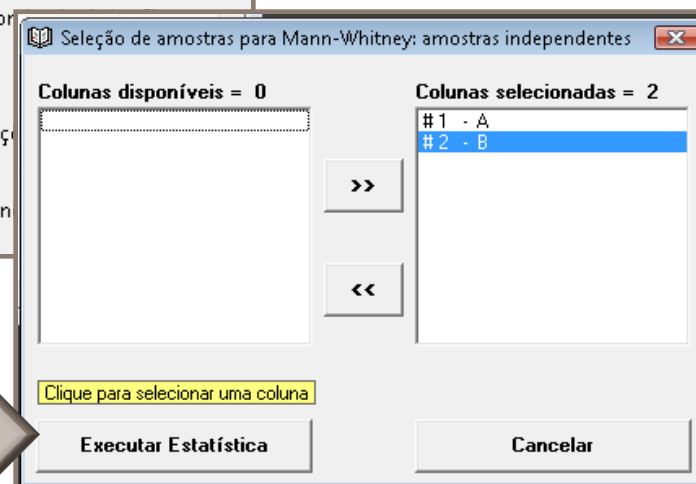 Seleção de amostras para Mann-Whitney: amostras independentes
Colunas disponíveis = 0
Colunas selecionadas = 2
#1 - A
#2 - B
>>
<<
Clique para selecionar uma coluna
Executar Estatística
Cancelar